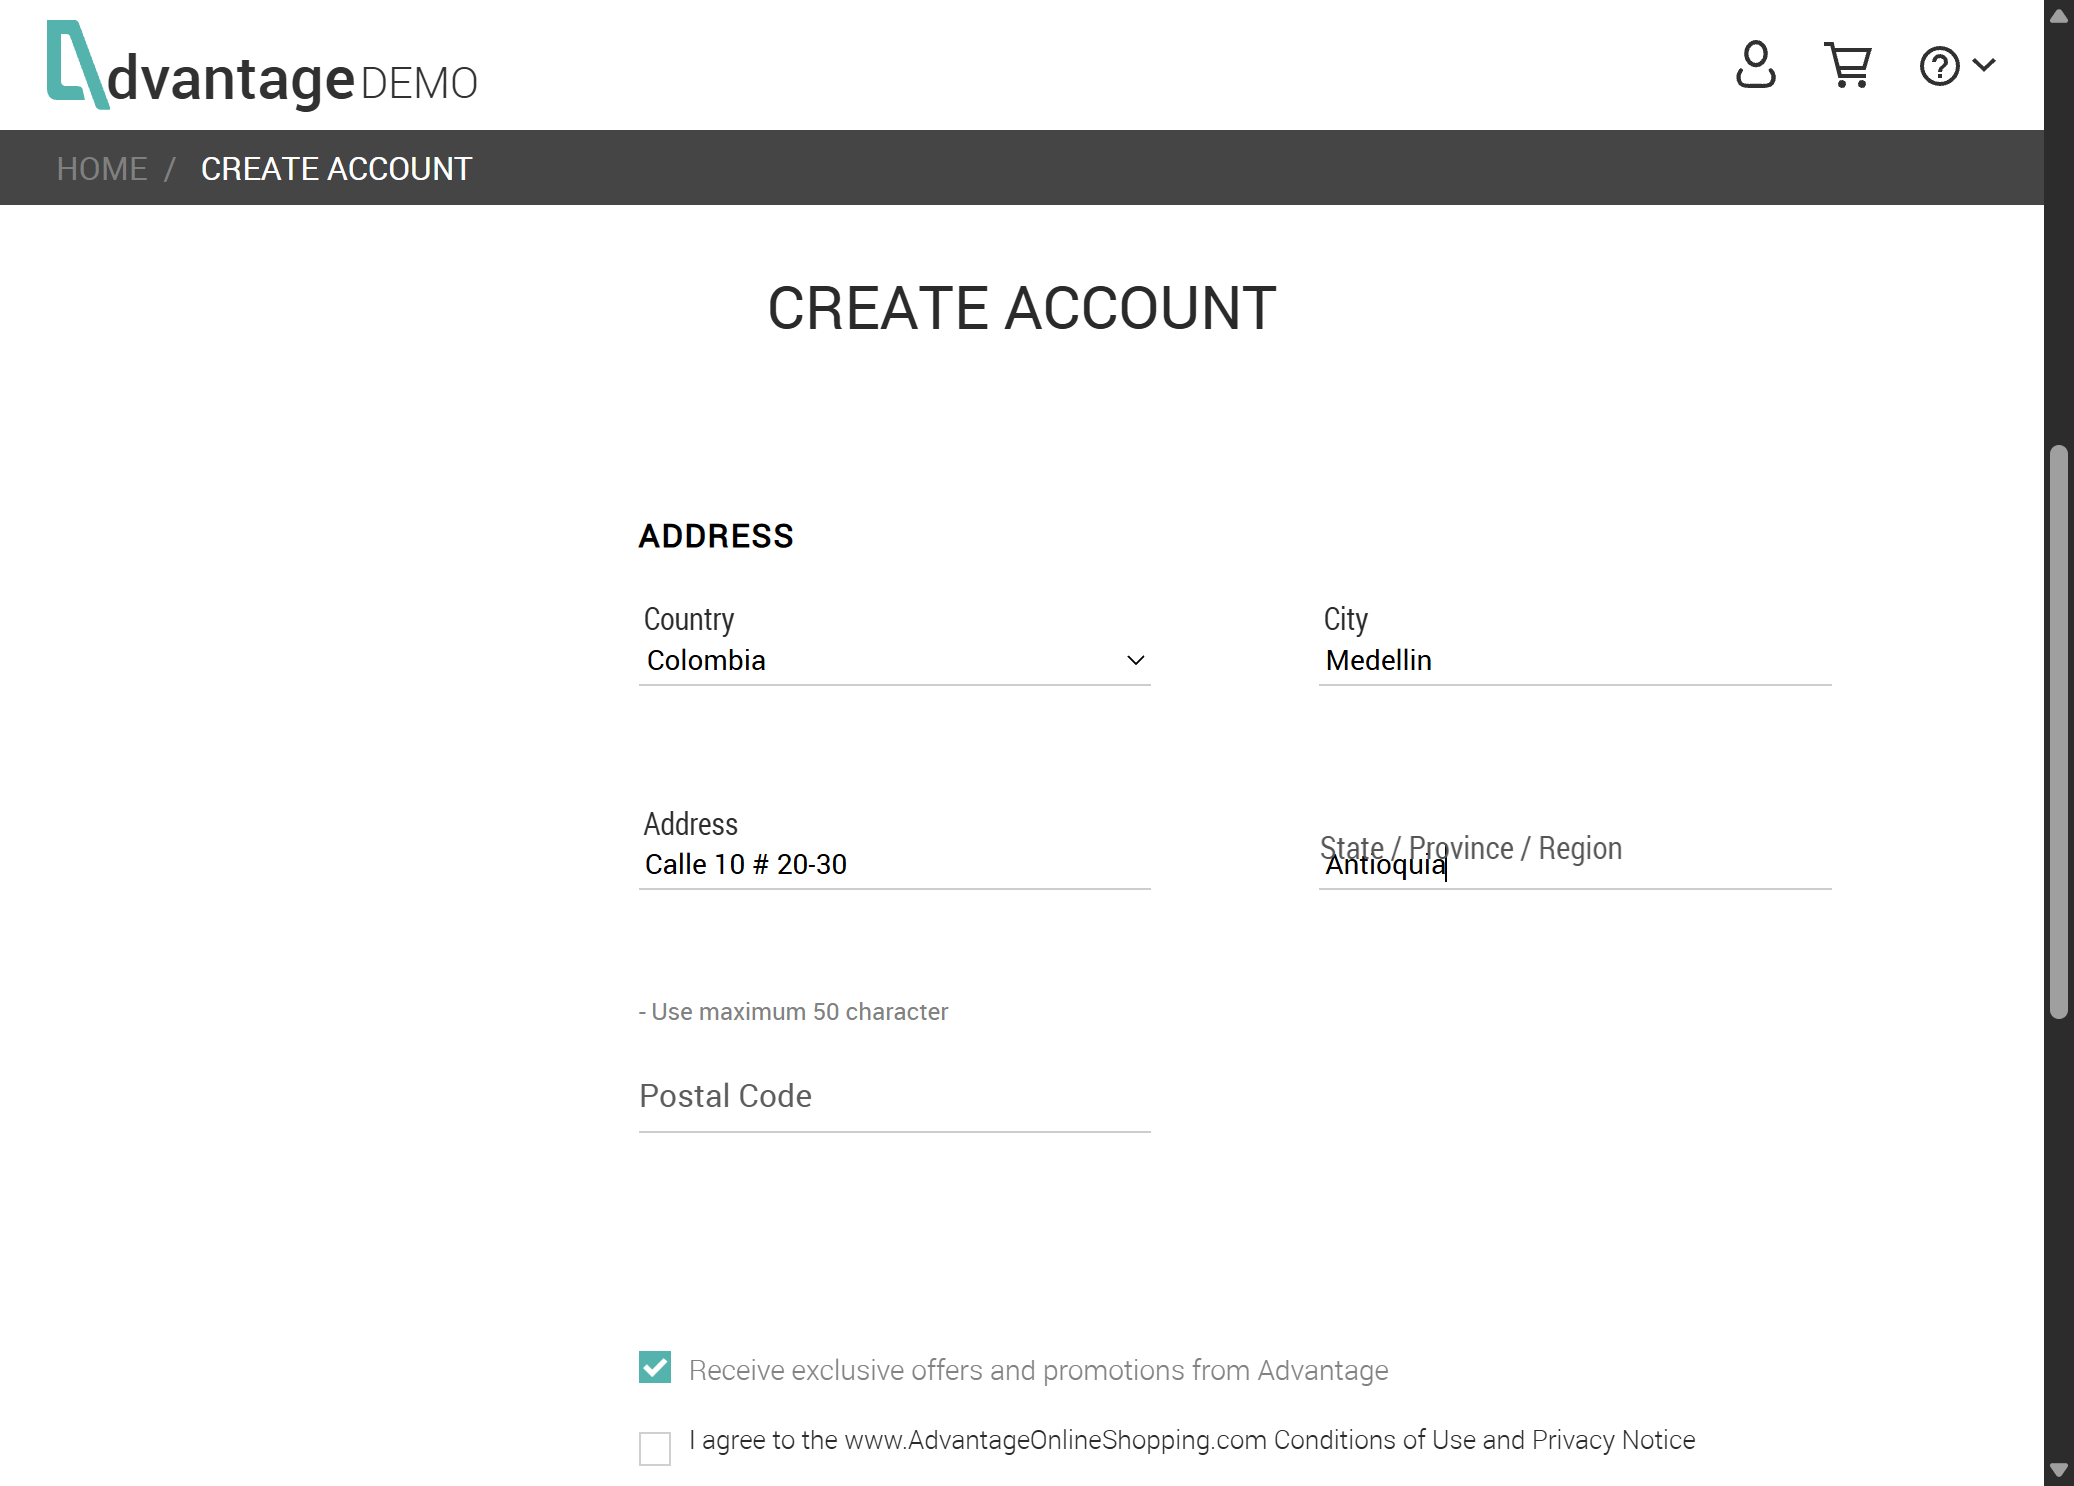 dvantage DEMO
HOME / CREATE ACCOUNT
CREATE ACCOUNT
ADDRESS
Country
Colombia
City
Medellin
Address
Calle 10 # 20-30
State / Province / Region
Antioquia
- Use maximum 50 character
Postal Code
Receive exclusive offers and promotions from Advantage
I agree to the www.AdvantageOnlineShopping.com Conditions of Use and Privacy Notice